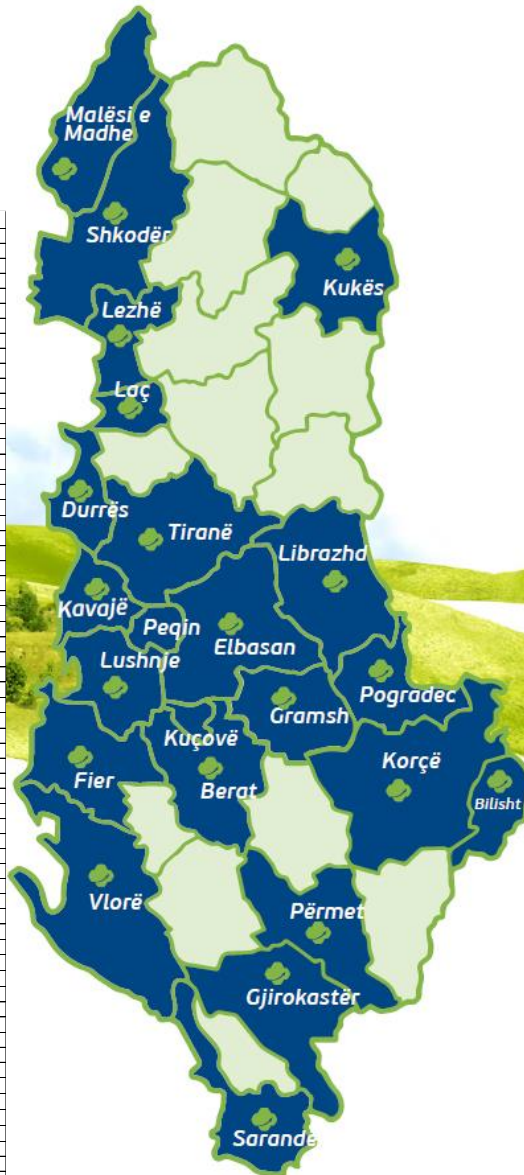 Malësi e
Madhe
Shkodër
Kukës
Lezhë
Laç
Durrës
Tiranë
Librazhd
Kavajë
Peqin
Elbasan
Lushnje
Pogradec
Gramsh
Kuçovë
Korçë
Fier
Berat
Bilisht
Vlorë
Përmet
Gjirokastër
Sarandë